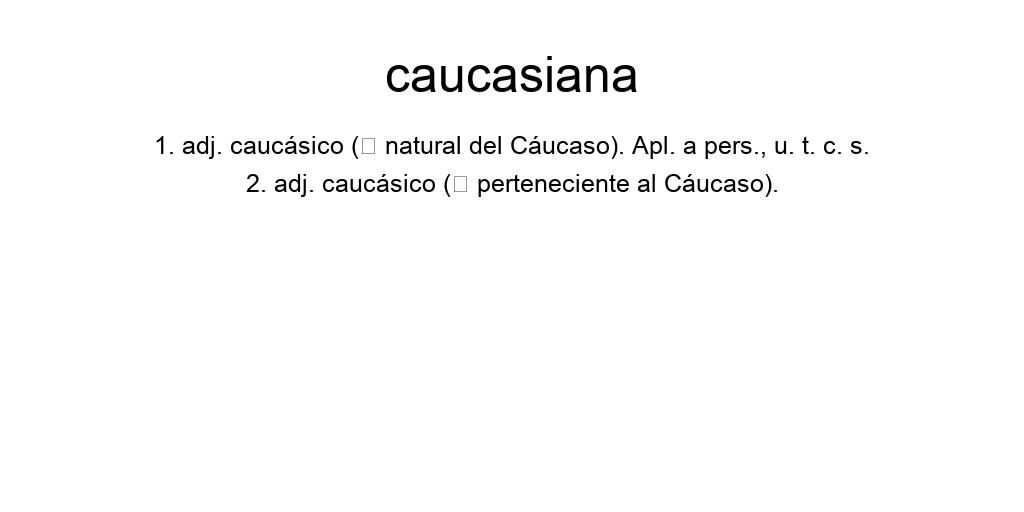 caucasiana
1. adj. caucásico (▯ natural del Cáucaso). Apl. a pers., u. t. c. s.
2. adj. caucásico (▯ perteneciente al Cáucaso).